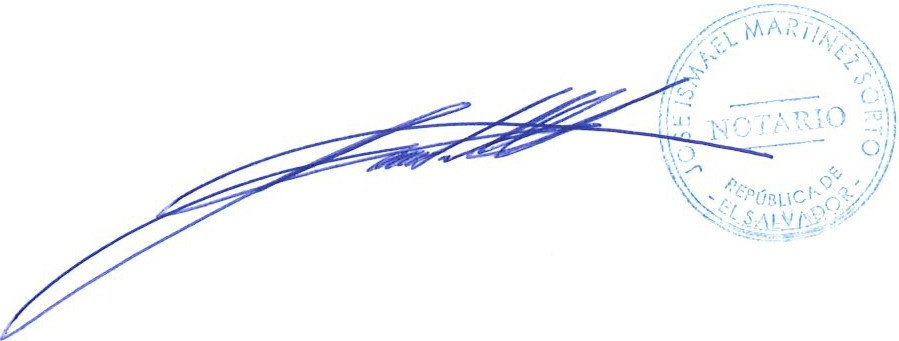 JOSE ISMAEL MARTINEZ SORTO
NOTARIO
REPÚBLICA DE
- EL SALVADOR -